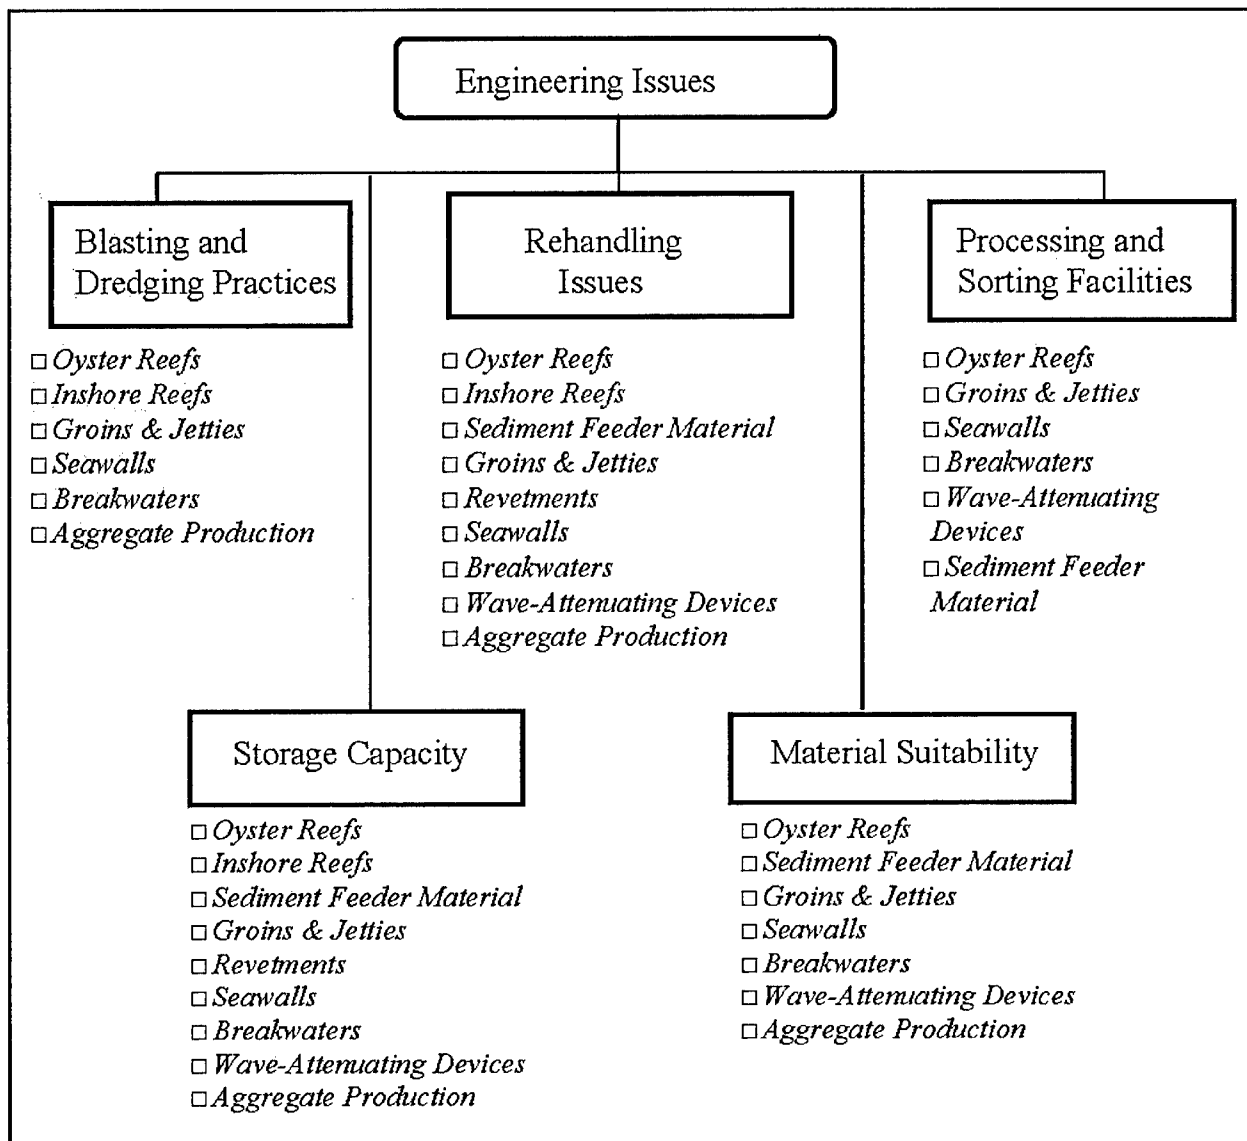 Engineering Issues
Blasting and
Dredging Practices
□ Oyster Reefs
□ Inshore Reefs
□ Groins & Jetties
□ Seawalls
□ Breakwaters
□ Aggregate Production
Rehandling
Issues
□ Oyster Reefs
□ Inshore Reefs
□ Sediment Feeder Material
□ Groins & Jetties
□ Revetments
□ Seawalls
□ Breakwaters
□ Wave-Attenuating Devices
□ Aggregate Production
Processing and
Sorting Facilities
□ Oyster Reefs
□ Groins & Jetties
□ Seawalls
□ Breakwaters
□ Wave-Attenuating
Devices
□ Sediment Feeder
Material
Storage Capacity
□ Oyster Reefs
□ Inshore Reefs
□ Sediment Feeder Material
□ Groins & Jetties
□ Revetments
□ Seawalls
□ Breakwaters
□ Wave-Attenuating Devices
□ Aggregate Production
Material Suitability
□ Oyster Reefs
□ Sediment Feeder Material
□ Groins & Jetties
□ Seawalls
□ Breakwaters
□ Wave-Attenuating Devices
□ Aggregate Production